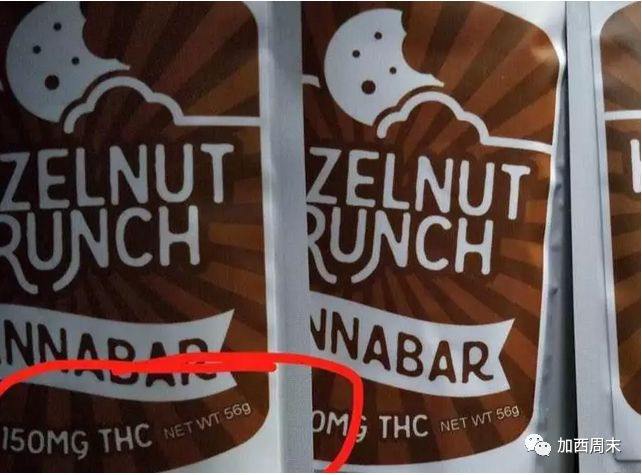 ZELNUT
RUNCH
NNABAR
150MG THC NET WT 56g
ZELNUT
RUNCH
NNABAR
0MG THC NET WT 56g
加西周末